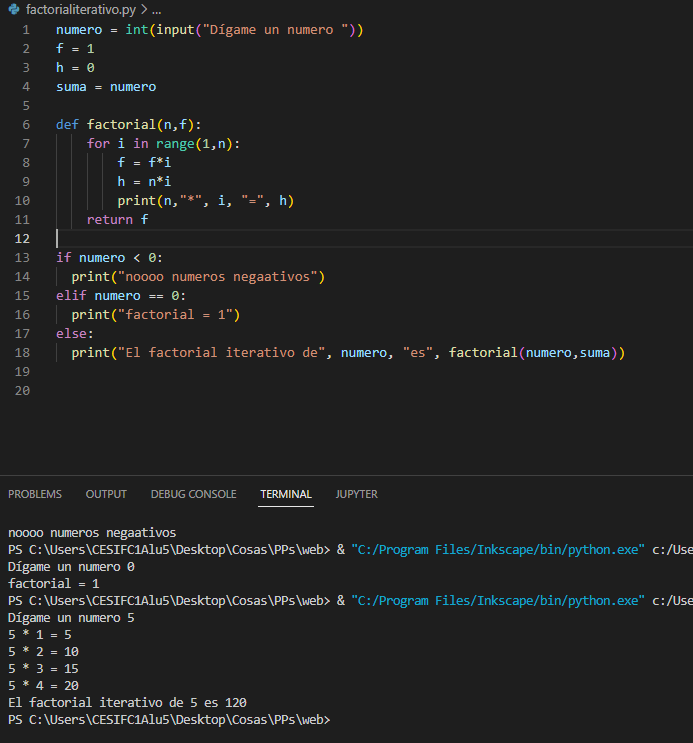 factorialiterativo.py > ...
1 numero = int(input("Dígame un numero "))
2 f = 1
3 h = 0
4 suma = numero
5
6 def factorial(n,f):
7     for i in range(1,n):
8         f = f*i
9         h = n*i
10         print(n,"*", i, "=", h)
11     return f
12
13 if numero < 0:
14   print("noooo numeros negaativos")
15 elif numero == 0:
16   print("factorial = 1")
17 else:
18   print("El factorial iterativo de", numero, "es", factorial(numero,suma))
19
20
PROBLEMS OUTPUT DEBUG CONSOLE TERMINAL JUPYTER
noooo numeros negaativos
PS C:\Users\CESIFC1Alu5\Desktop\Cosas\PPs\web> & "C:/Program Files/Inkscape/bin/python.exe" c:/Use
Dígame un numero 0
factorial = 1
PS C:\Users\CESIFC1Alu5\Desktop\Cosas\PPs\web> & "C:/Program Files/Inkscape/bin/python.exe" c:/Use
Dígame un numero 5
5 * 1 = 5
5 * 2 = 10
5 * 3 = 15
5 * 4 = 20
El factorial iterativo de 5 es 120
PS C:\Users\CESIFC1Alu5\Desktop\Cosas\PPs\web>